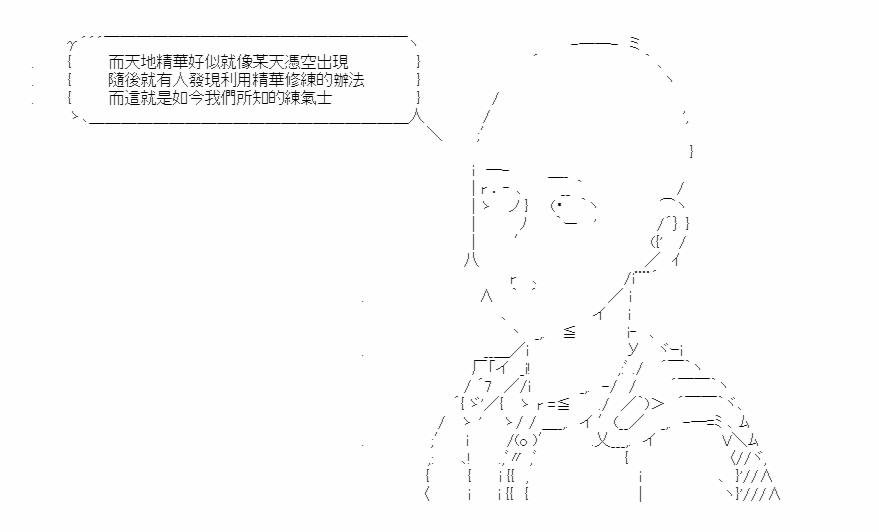 而天地精華好似就像某天憑空出現
隨後就有人發現利用精華修練的辦法
而這就是如今我們所知的練氣士